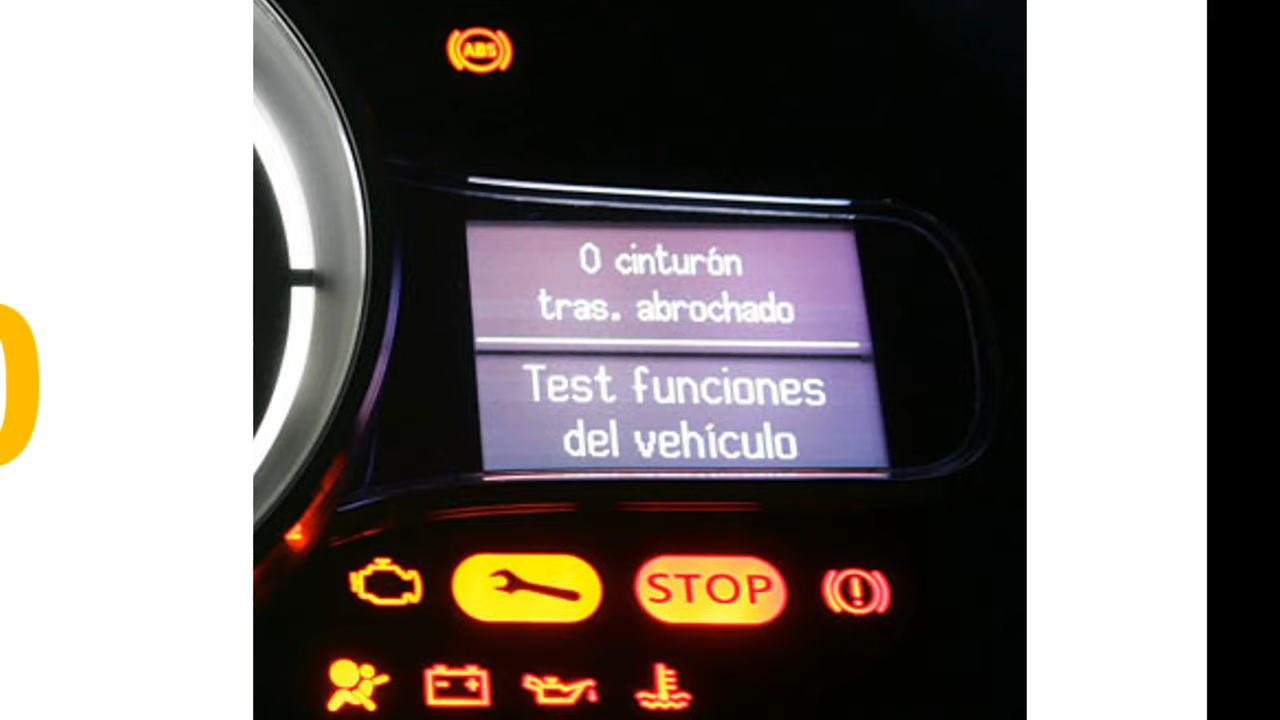 ABS
0 cinturón
tras. abrochado
Test funciones
del vehículo
STOP